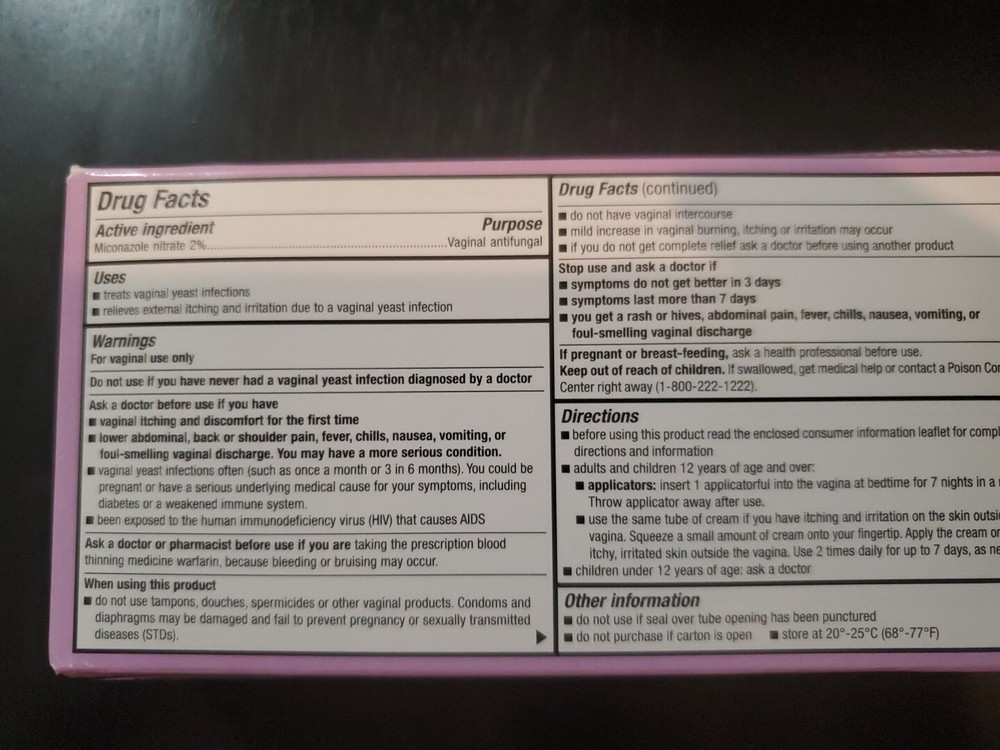 Drug Facts
Active ingredient Purpose
Miconazole nitrate 2%..........................................................Vaginal antifungal
Uses
■ treats vaginal yeast infections
■ relieves external itching and irritation due to a vaginal yeast infection
Warnings
For vaginal use only
Do not use if you have never had a vaginal yeast infection diagnosed by a doctor
Ask a doctor before use if you have
■ vaginal itching and discomfort for the first time
■ lower abdominal, back or shoulder pain, fever, chills, nausea, vomiting, or
foul-smelling vaginal discharge. You may have a more serious condition.
■ vaginal yeast infections often (such as once a month or 3 in 6 months). You could be
pregnant or have a serious underlying medical cause for your symptoms, including
diabetes or a weakened immune system.
■ been exposed to the human immunodeficiency virus (HIV) that causes AIDS
Ask a doctor or pharmacist before use if you are taking the prescription blood
thinning medicine warfarin, because bleeding or bruising may occur.
When using this product
■ do not use tampons, douches, spermicides or other vaginal products. Condoms and
diaphragms may be damaged and fail to prevent pregnancy or sexually transmitted
diseases (STDs).
Drug Facts (continued)
■ do not have vaginal intercourse
■ mild increase in vaginal burning, itching or irritation may occur
■ if you do not get complete relief ask a doctor before using another product
Stop use and ask a doctor if
■ symptoms do not get better in 3 days
■ symptoms last more than 7 days
■ you get a rash or hives, abdominal pain, fever, chills, nausea, vomiting, or
foul-smelling vaginal discharge
If pregnant or breast-feeding, ask a health professional before use.
Keep out of reach of children. If swallowed, get medical help or contact a Poison
Center right away (1-800-222-1222).
Directions
■ before using this product read the enclosed consumer information leaflet for
directions and information
■ adults and children 12 years of age and over:
■ applicators: insert 1 applicatorful into the vagina at bedtime for 7 nights in a
Throw applicator away after use.
■ use the same tube of cream if you have itching and irritation on the skin
vagina. Squeeze a small amount of cream onto your fingertip. Apply the cream
itchy, irritated skin outside the vagina. Use 2 times daily for up to 7 days, as
■ children under 12 years of age: ask a doctor
Other information
■ do not use if seal over tube opening has been punctured
■ do not purchase if carton is open ■ store at 20°-25°C (68°-77°F)